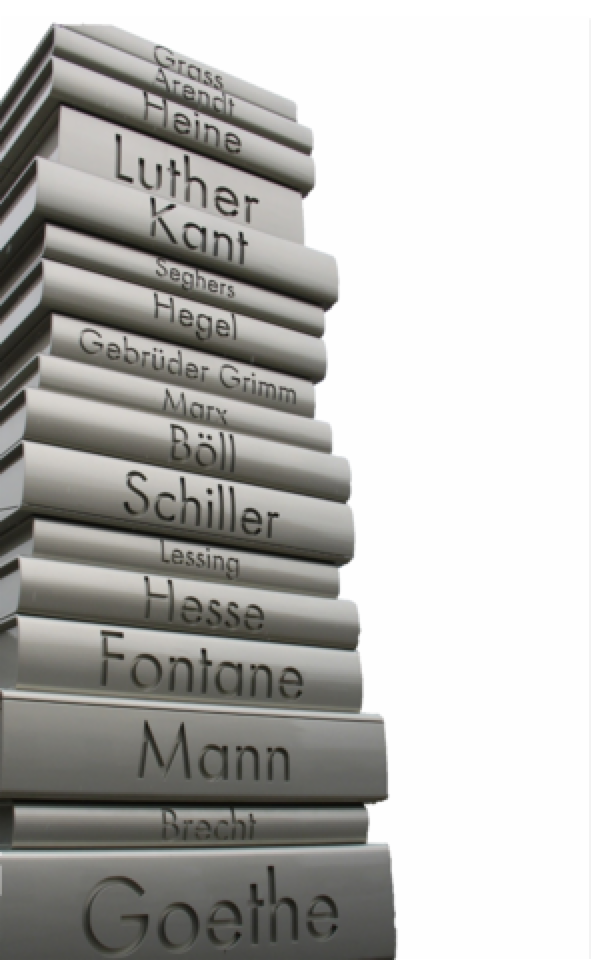 Grass
Arendt
Heine
Luther
Kant
Seghers
Hegel
Gebrüder Grimm
Marx
Böll
Schiller
Lessing
Hesse
Fontane
Mann
Brecht
Goethe